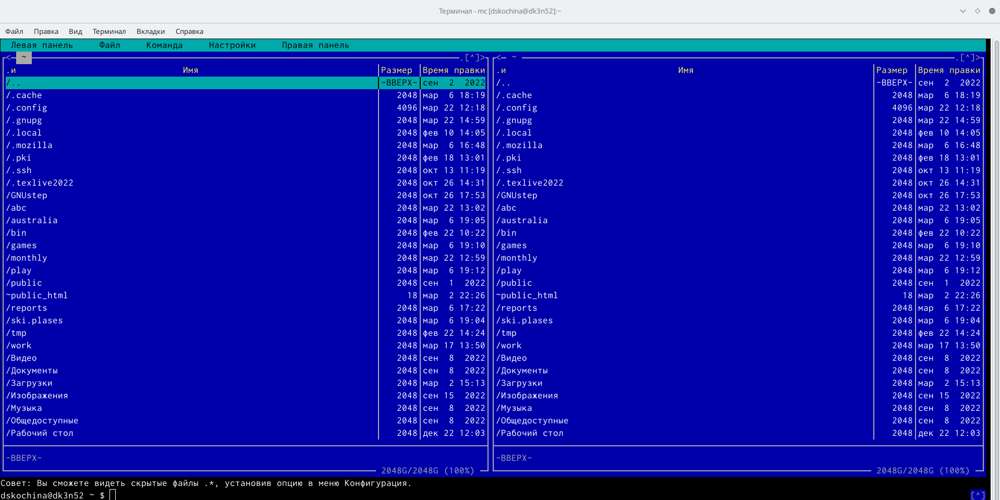 Терминал - mc [dskochina@dk3n52]:~
Файл Правка Вид Терминал Вкладки Справка
Левая панель Файл Команда Настройки Правая панель
<─ ~ ─.[^]>
.и Имя Размер Время правки
/.. -ВВЕРХ- сен 2 2022
/.cache 2048 мар 6 18:19
/.config 4096 мар 22 12:18
/.gnupg 2048 мар 22 14:59
/.local 2048 фев 10 14:05
/.mozilla 2048 мар 6 16:48
/.pki 2048 фев 18 13:01
/.ssh 2048 окт 13 11:19
/.texlive2022 2048 окт 26 14:31
/GNUstep 2048 окт 26 17:53
/abc 2048 мар 22 13:02
/australia 2048 мар 6 19:05
/bin 2048 фев 22 10:22
/games 2048 мар 6 19:10
/monthly 2048 мар 22 12:59
/play 2048 мар 6 19:12
/public 2048 сен 1 2022
~public_html 18 мар 2 22:26
/reports 2048 мар 6 17:22
/ski.plases 2048 мар 6 19:04
/tmp 2048 фев 22 14:24
/work 2048 мар 17 13:50
/Видео 2048 сен 8 2022
/Документы 2048 сен 8 2022
/Загрузки 2048 мар 2 15:13
/Изображения 2048 сен 15 2022
/Музыка 2048 сен 8 2022
/Общедоступные 2048 сен 8 2022
/Рабочий стол 2048 дек 22 12:03
-ВВЕРХ-
2048G/2048G (100%)
<─ ~ ─.[^]>
.и Имя Размер Время правки
/.. -ВВЕРХ- сен 2 2022
/.cache 2048 мар 6 18:19
/.config 4096 мар 22 12:18
/.gnupg 2048 мар 22 14:59
/.local 2048 фев 10 14:05
/.mozilla 2048 мар 6 16:48
/.pki 2048 фев 18 13:01
/.ssh 2048 окт 13 11:19
/.texlive2022 2048 окт 26 14:31
/GNUstep 2048 окт 26 17:53
/abc 2048 мар 22 13:02
/australia 2048 мар 6 19:05
/bin 2048 фев 22 10:22
/games 2048 мар 6 19:10
/monthly 2048 мар 22 12:59
/play 2048 мар 6 19:12
/public 2048 сен 1 2022
~public_html 18 мар 2 22:26
/reports 2048 мар 6 17:22
/ski.plases 2048 мар 6 19:04
/tmp 2048 фев 22 14:24
/work 2048 мар 17 13:50
/Видео 2048 сен 8 2022
/Документы 2048 сен 8 2022
/Загрузки 2048 мар 2 15:13
/Изображения 2048 сен 15 2022
/Музыка 2048 сен 8 2022
/Общедоступные 2048 сен 8 2022
/Рабочий стол 2048 дек 22 12:03
-ВВЕРХ-
2048G/2048G (100%)
Совет: Вы сможете видеть скрытые файлы .*, установив опцию в меню Конфигурация.
dskochina@dk3n52 ~ $ [^]